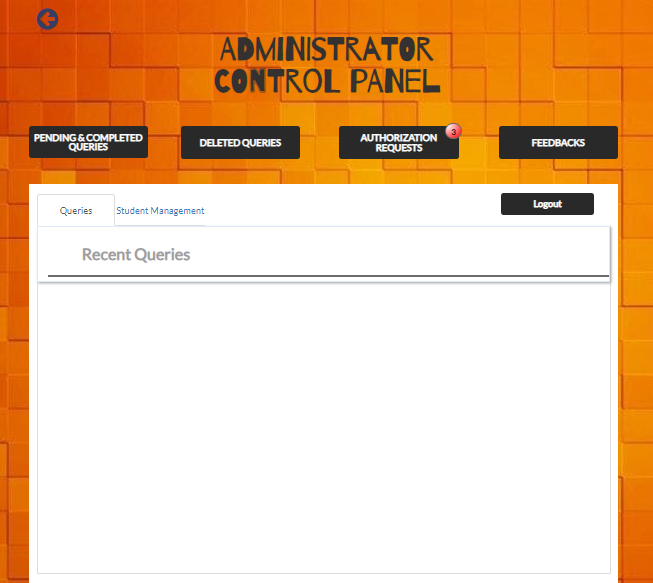 ADMINISTRATOR
CONTROL PANEL
PENDING & COMPLETED
QUERIES
DELETED QUERIES
AUTHORIZATION
REQUESTS
3
FEEDBACKS
Queries
Student Management
Logout
Recent Queries